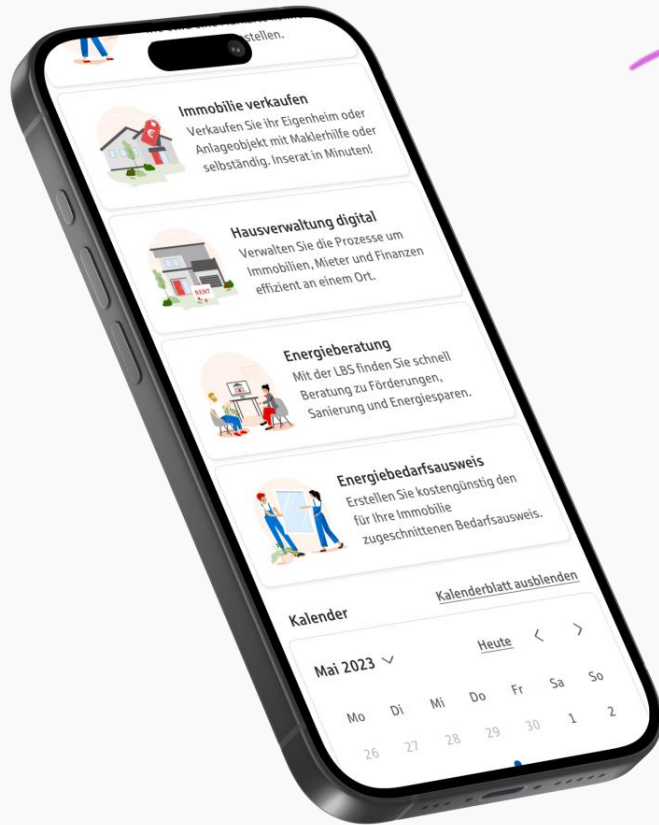 stellen.
Immobilie verkaufen
Verkaufen Sie ihr Eigenheim oder
Anlageobjekt mit Maklerhilfe oder
selbständig. Inserat in Minuten!
Hausverwaltung digital
Verwalten Sie die Prozesse um
Immobilien, Mieter und Finanzen
effizient an einem Ort.
RENT
Energieberatung
Mit der LBS finden Sie schnell
Beratung zu Förderungen,
Sanierung und Energiesparen.
Energiebedarfsausweis
Erstellen Sie kostengünstig den
für Ihre Immobilie
zugeschnittenen Bedarfsausweis.
Kalender Kalenderblatt ausblenden
Mai 2023 Heute
Mo Di Mi Do Fr Sa So
26 27 28 29 30 1 2